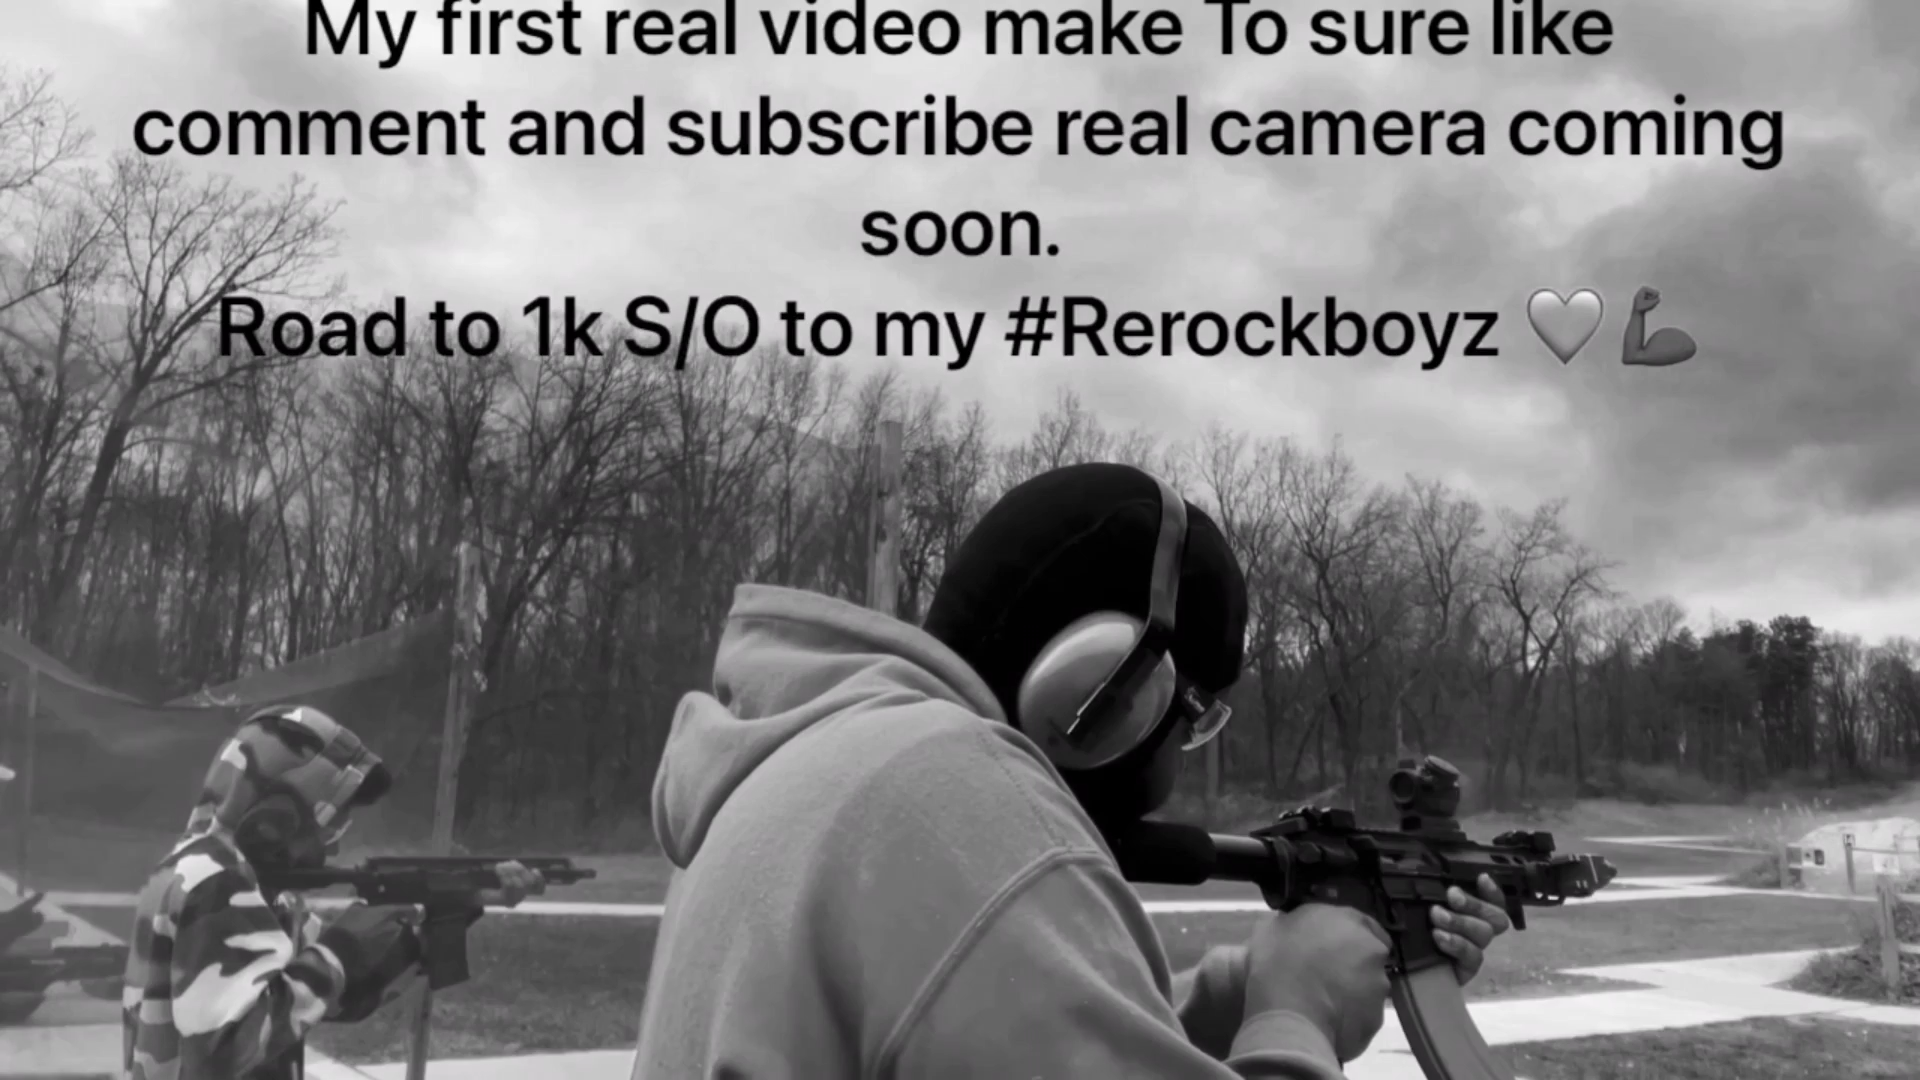 My first real video make To sure like
comment and subscribe real camera coming
soon.
Road to 1k S/O to my #Rerockboyz 🤍💪